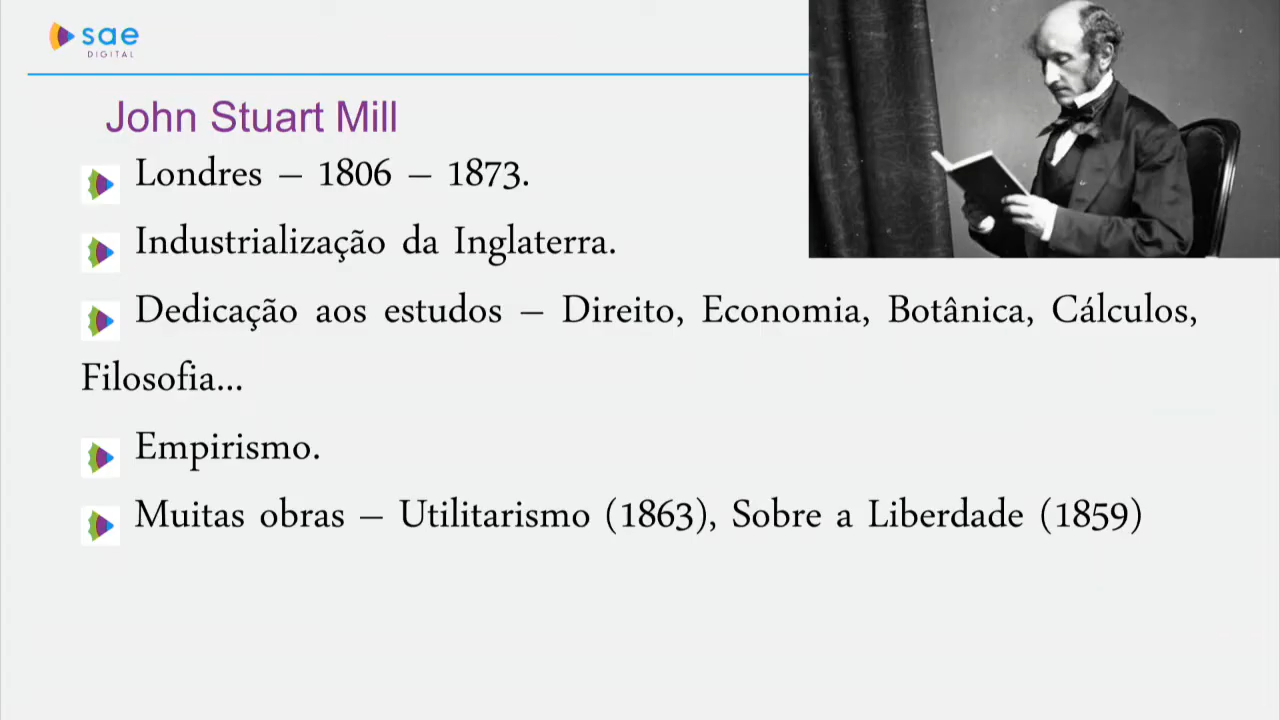 sae
DIGITAL
John Stuart Mill
Londres – 1806 – 1873.
Industrialização da Inglaterra.
Dedicação aos estudos – Direito, Economia, Botânica, Cálculos,
Filosofia...
Empirismo.
Muitas obras – Utilitarismo (1863), Sobre a Liberdade (1859)